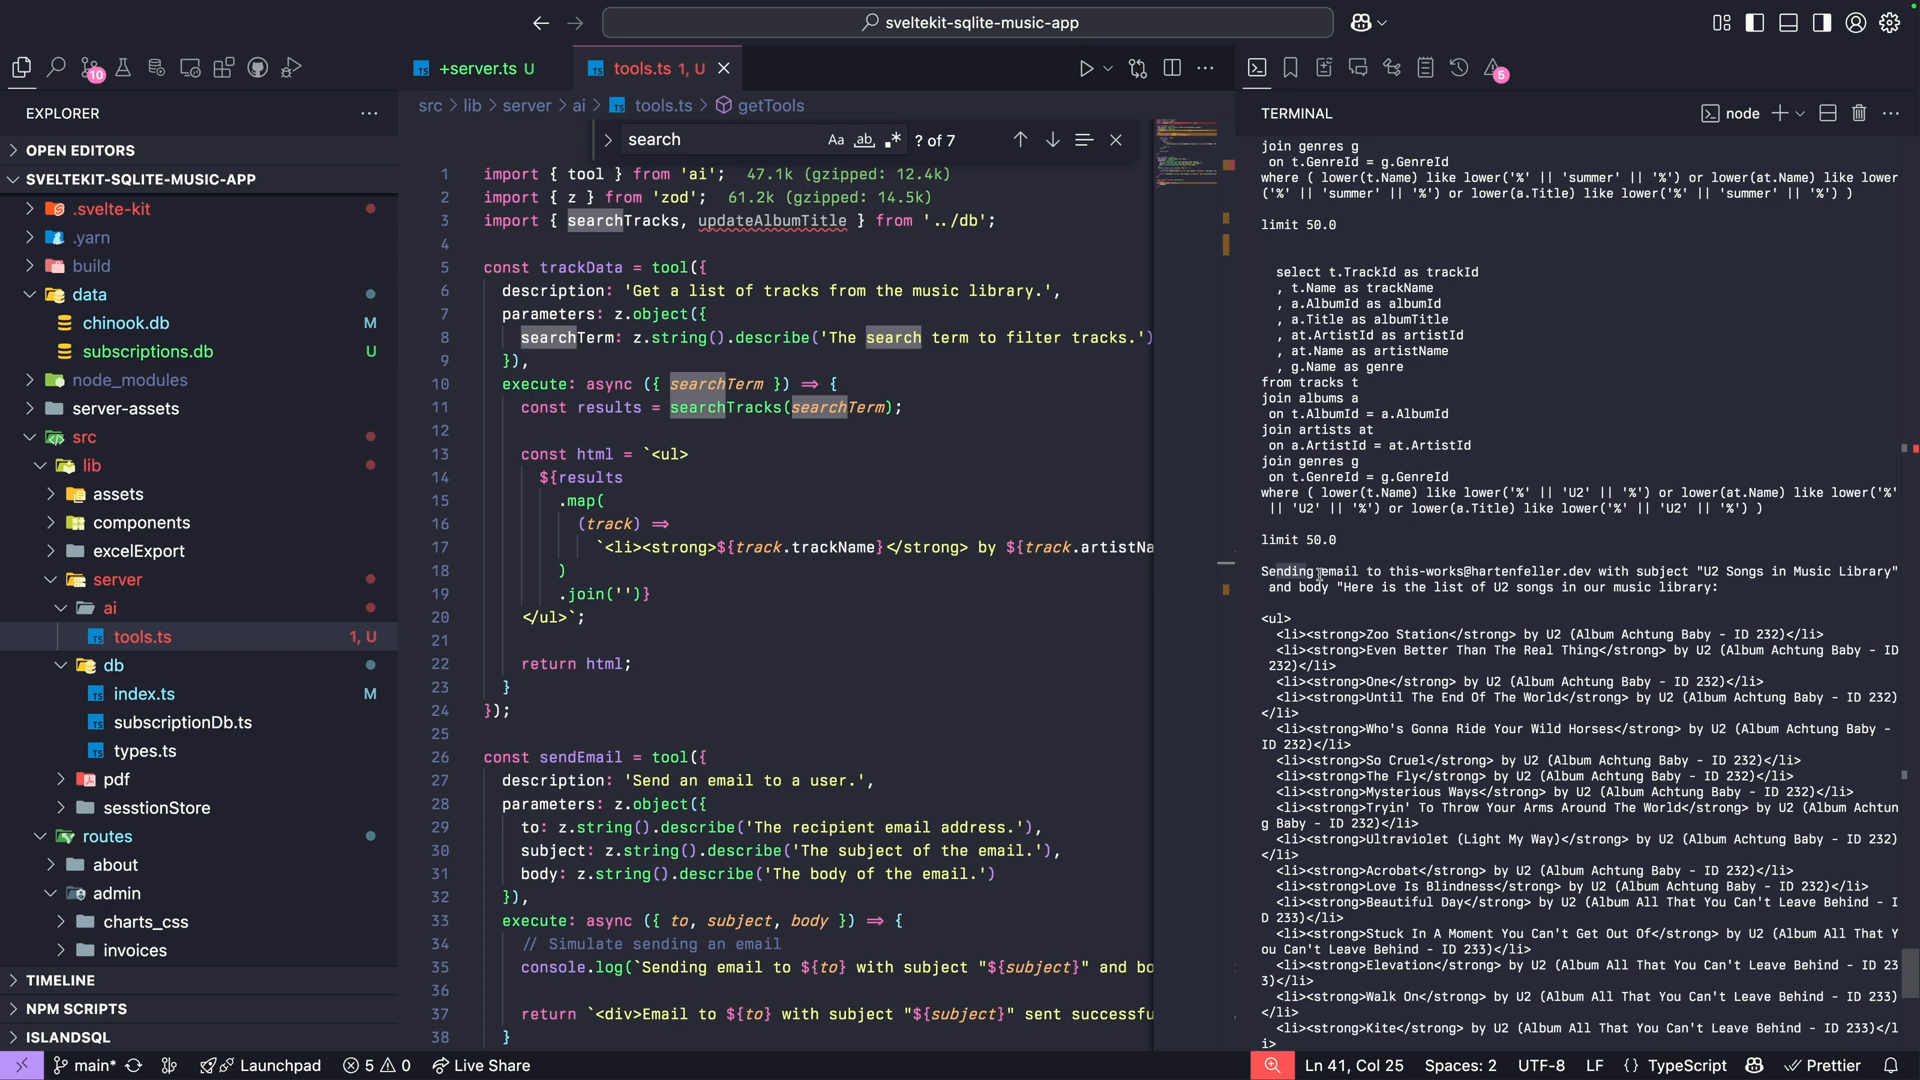 sveltekit-sqlite-music-app
10
+server.ts U
tools.ts 1, U
5
EXPLORER
OPEN EDITORS
SVELTEKIT-SQLITE-MUSIC-APP
.svelte-kit
.yarn
build
data
chinook.db M
subscriptions.db U
node_modules
server-assets
src
lib
assets
components
excelExport
server
ai
tools.ts 1, U
db
index.ts M
subscriptionDb.ts
types.ts
pdf
sesstionStore
routes
about
admin
charts_css
invoices
TIMELINE
NPM SCRIPTS
ISLANDSQL
src > lib > server > ai > tools.ts > getTools
search
Aa ab ? of 7
1 import { tool } from 'ai'; 47.1k (gzipped: 12.4k)
2 import { z } from 'zod'; 61.2k (gzipped: 14.5k)
3 import { searchTracks, updateAlbumTitle } from '../db';
4
5 const trackData = tool({
6 description: 'Get a list of tracks from the music library.',
7 parameters: z.object({
8 searchTerm: z.string().describe('The search term to filter tracks.')
9 }),
10 execute: async ({ searchTerm }) => {
11 const results = searchTracks(searchTerm);
12
13 const html = `<ul>
14 ${results
15 .map(
16 (track) =>
17 `<li><strong>${track.trackName}</strong> by ${track.artistNa
18 )
19 .join('')}
20 </ul>`;
21
22 return html;
23 }
24 });
25
26 const sendEmail = tool({
27 description: 'Send an email to a user.',
28 parameters: z.object({
29 to: z.string().describe('The recipient email address.'),
30 subject: z.string().describe('The subject of the email.'),
31 body: z.string().describe('The body of the email.')
32 }),
33 execute: async ({ to, subject, body }) => {
34 // Simulate sending an email
35 console.log(`Sending email to ${to} with subject "${subject}" and bo
36
37 return `<div>Email to ${to} with subject "${subject}" sent successfu
38 }
TERMINAL
node
join genres g
on t.GenreId = g.GenreId
where ( lower(t.Name) like lower('%' || 'summer' || '%') or lower(at.Name) like lower
('%' || 'summer' || '%') or lower(a.Title) like lower('%' || 'summer' || '%') )
limit 50.0
select t.TrackId as trackId
, t.Name as trackName
, a.AlbumId as albumId
, a.Title as albumTitle
, at.ArtistId as artistId
, at.Name as artistName
, g.Name as genre
from tracks t
join albums a
on t.AlbumId = a.AlbumId
join artists at
on a.ArtistId = at.ArtistId
join genres g
on t.GenreId = g.GenreId
where ( lower(t.Name) like lower('%' || 'U2' || '%') or lower(at.Name) like lower('%'
|| 'U2' || '%') or lower(a.Title) like lower('%' || 'U2' || '%') )
limit 50.0
Sending email to this-works@hartenfeller.dev with subject "U2 Songs in Music Library"
and body "Here is the list of U2 songs in our music library:
<ul>
<li><strong>Zoo Station</strong> by U2 (Album Achtung Baby - ID 232)</li>
<li><strong>Even Better Than The Real Thing</strong> by U2 (Album Achtung Baby - ID
232)</li>
<li><strong>One</strong> by U2 (Album Achtung Baby - ID 232)</li>
<li><strong>Until The End Of The World</strong> by U2 (Album Achtung Baby - ID 232)
</li>
<li><strong>Who's Gonna Ride Your Wild Horses</strong> by U2 (Album Achtung Baby -
ID 232)</li>
<li><strong>So Cruel</strong> by U2 (Album Achtung Baby - ID 232)</li>
<li><strong>The Fly</strong> by U2 (Album Achtung Baby - ID 232)</li>
<li><strong>Mysterious Ways</strong> by U2 (Album Achtung Baby - ID 232)</li>
<li><strong>Tryin' To Throw Your Arms Around The World</strong> by U2 (Album Achtun
g Baby - ID 232)</li>
<li><strong>Ultraviolet (Light My Way)</strong> by U2 (Album Achtung Baby - ID 232)
</li>
<li><strong>Acrobat</strong> by U2 (Album Achtung Baby - ID 232)</li>
<li><strong>Love Is Blindness</strong> by U2 (Album Achtung Baby - ID 232)</li>
<li><strong>Beautiful Day</strong> by U2 (Album All That You Can't Leave Behind - I
D 233)</li>
<li><strong>Stuck In A Moment You Can't Get Out Of</strong> by U2 (Album All That Y
ou Can't Leave Behind - ID 233)</li>
<li><strong>Elevation</strong> by U2 (Album All That You Can't Leave Behind - ID 23
3)</li>
<li><strong>Walk On</strong> by U2 (Album All That You Can't Leave Behind - ID 233)
</li>
<li><strong>Kite</strong> by U2 (Album All That You Can't Leave Behind - ID 233)</l
i>
main* Launchpad 5 0 Live Share
Ln 41, Col 25 Spaces: 2 UTF-8 LF {} TypeScript Prettier